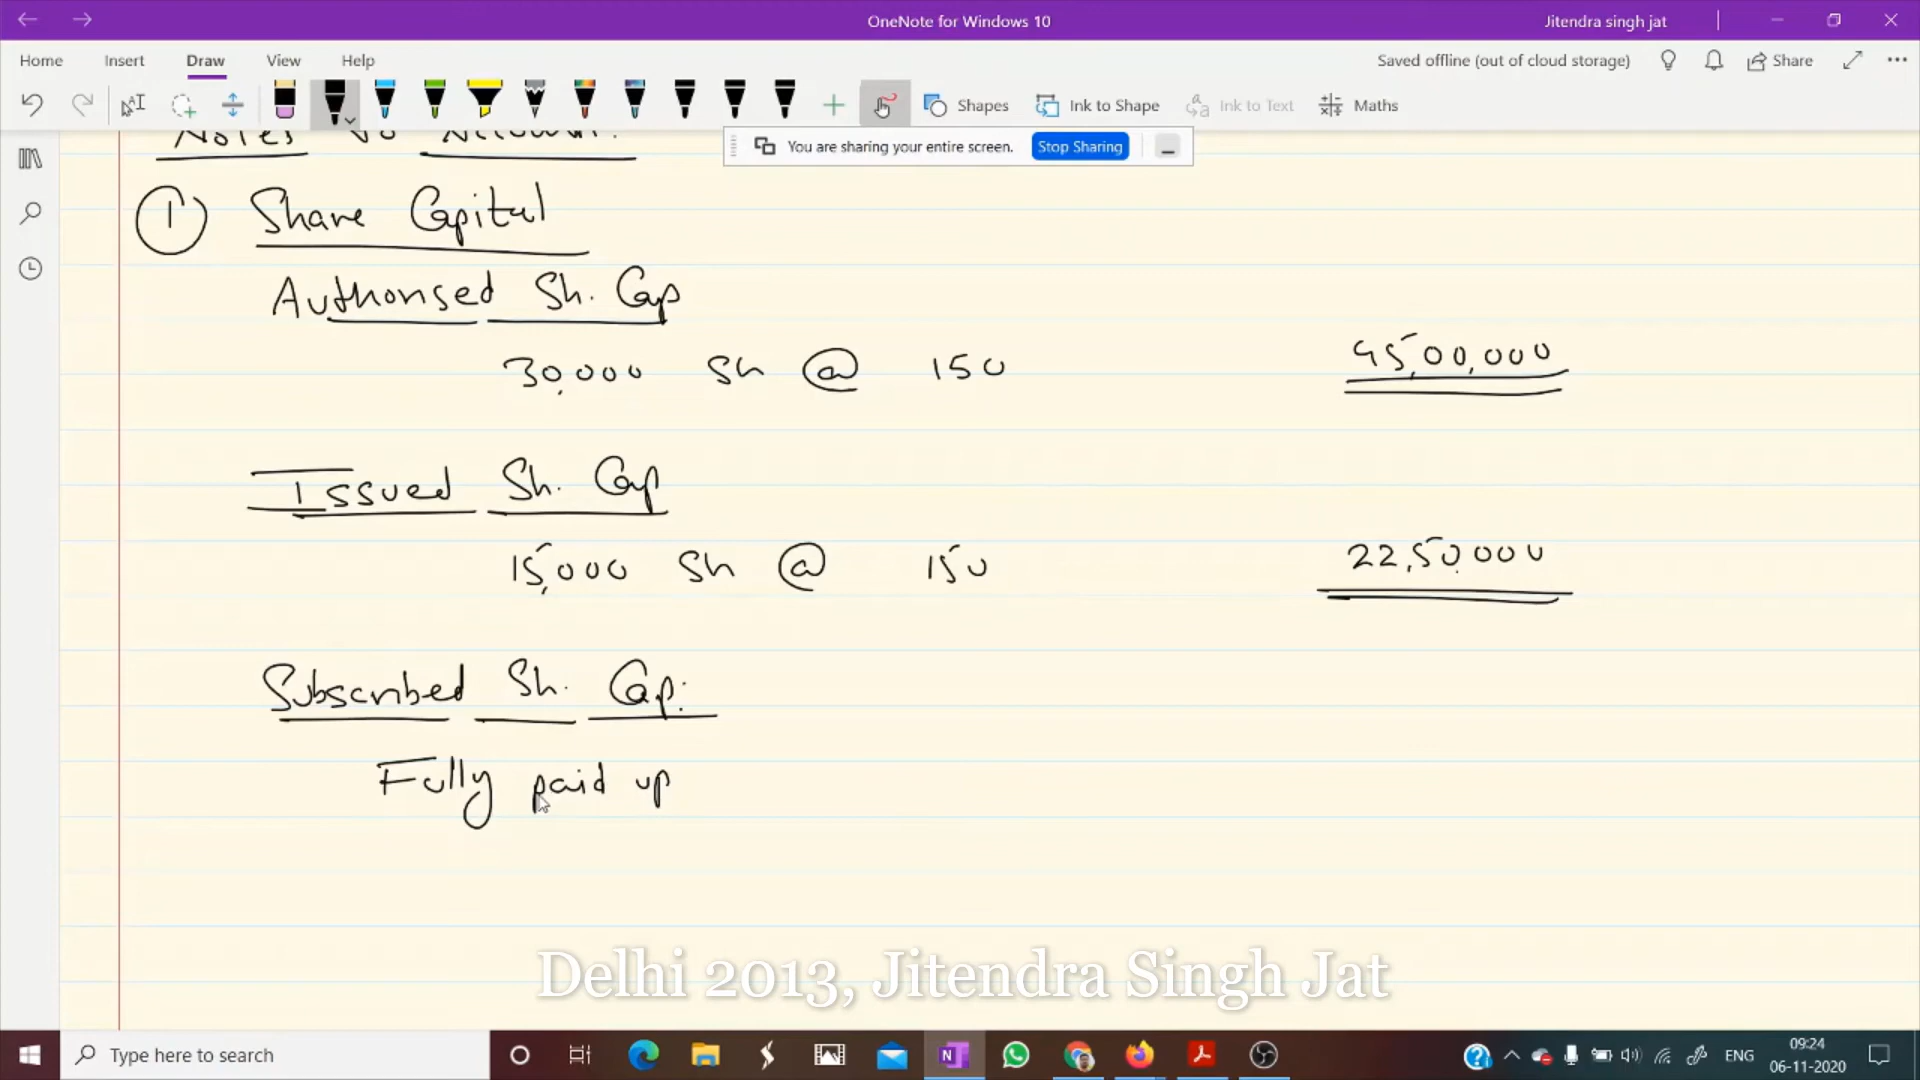 OneNote for Windows 10
Jitendra singh jat
Home Insert Draw View Help
Saved offline (out of cloud storage)
Share
Shapes
Ink to Shape
Ink to Text
Maths
You are sharing your entire screen.
Stop Sharing
Notes to Account.
① Share Capital
Authorised Sh. Cap
30,000 Sh @ 150 45,00,000
Issued Sh. Cap
15,000 Sh @ 150 22,50,000
Subscribed Sh. Cap:
Fully paid up
Delhi 2013, Jitendra Singh Jat
Type here to search
ENG
09:24
06-11-2020